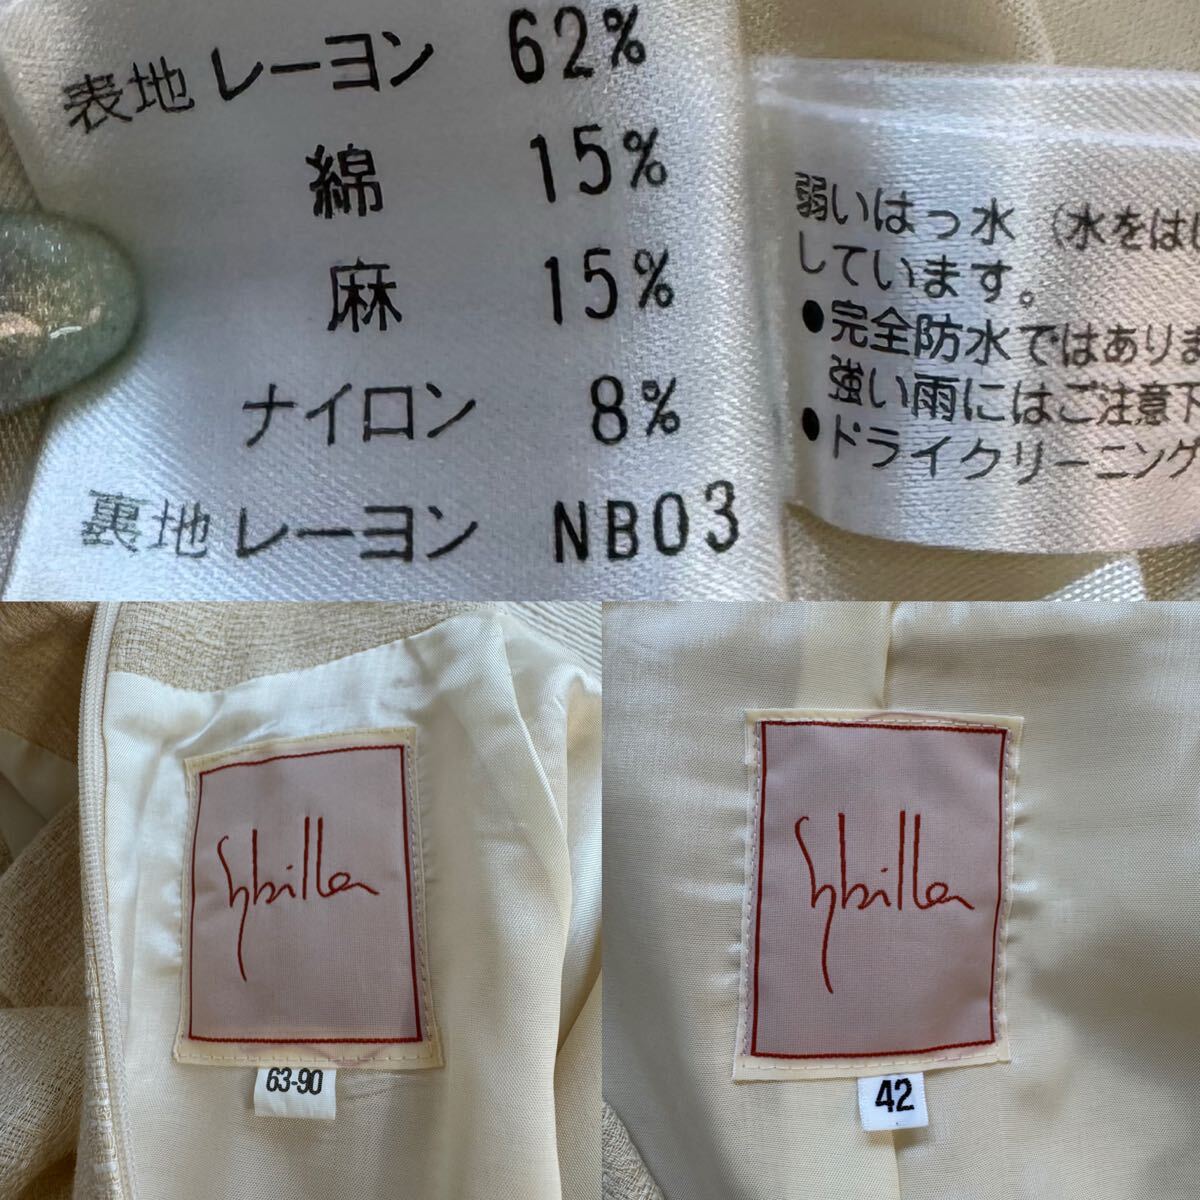 表地 レーヨン 62%
綿 15%
麻 15%
ナイロン 8%
裏地 レーヨン NB03
弱いはっ水(水をは
しています。
●完全防水ではありま
強い雨にはご注意下
●ドライクリーニング
Sybilla
63-90
Sybilla
42